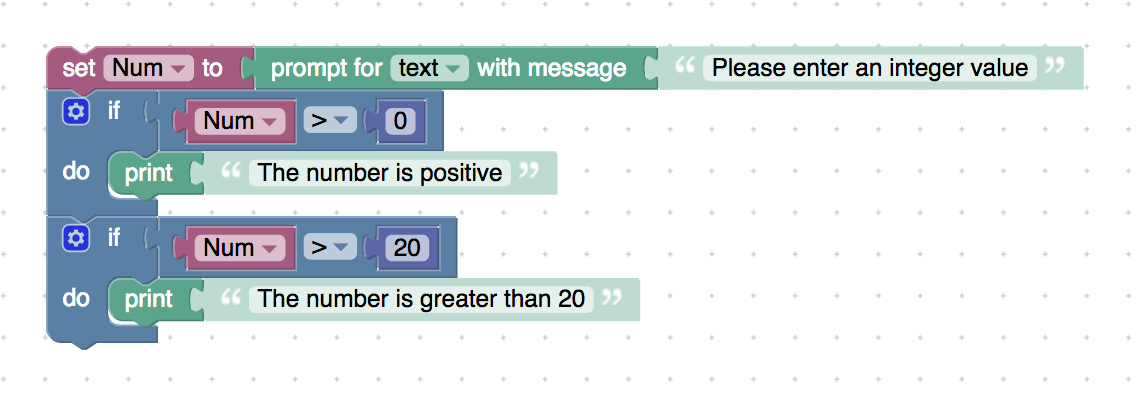 set Num to prompt for text with message “ Please enter an integer value ”
if Num > 0
do print “ The number is positive ”
if Num > 20
do print “ The number is greater than 20 ”